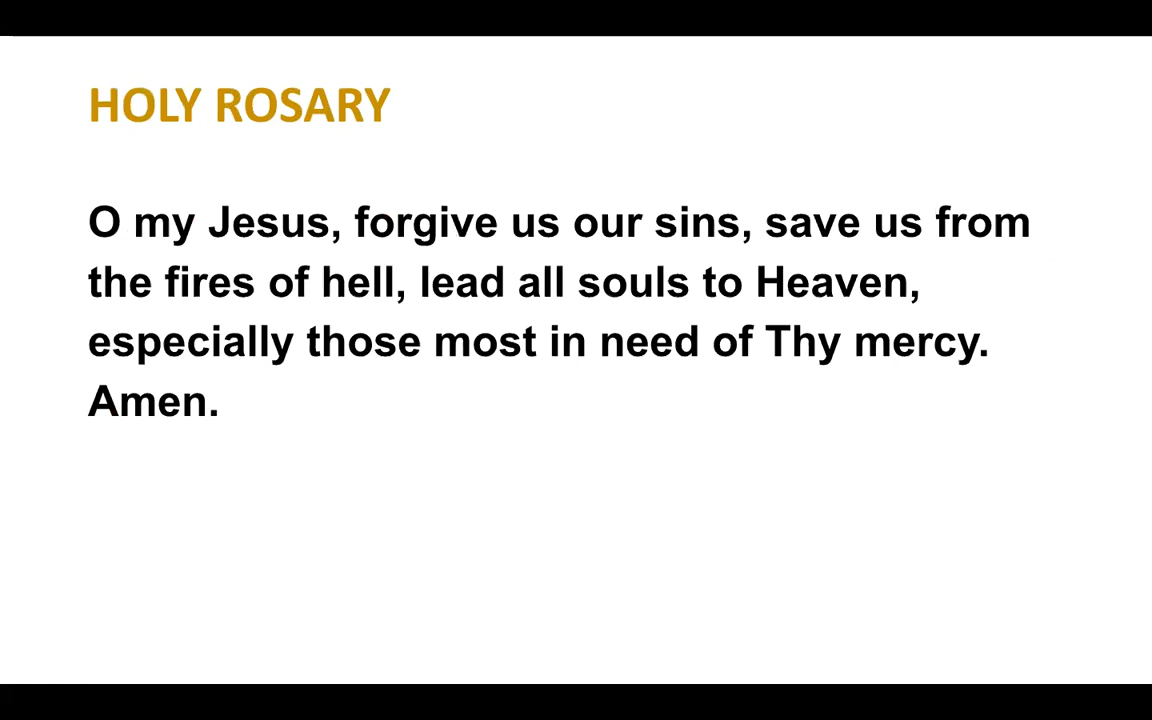 HOLY ROSARY
O my Jesus, forgive us our sins, save us from
the fires of hell, lead all souls to Heaven,
especially those most in need of Thy mercy.
Amen.